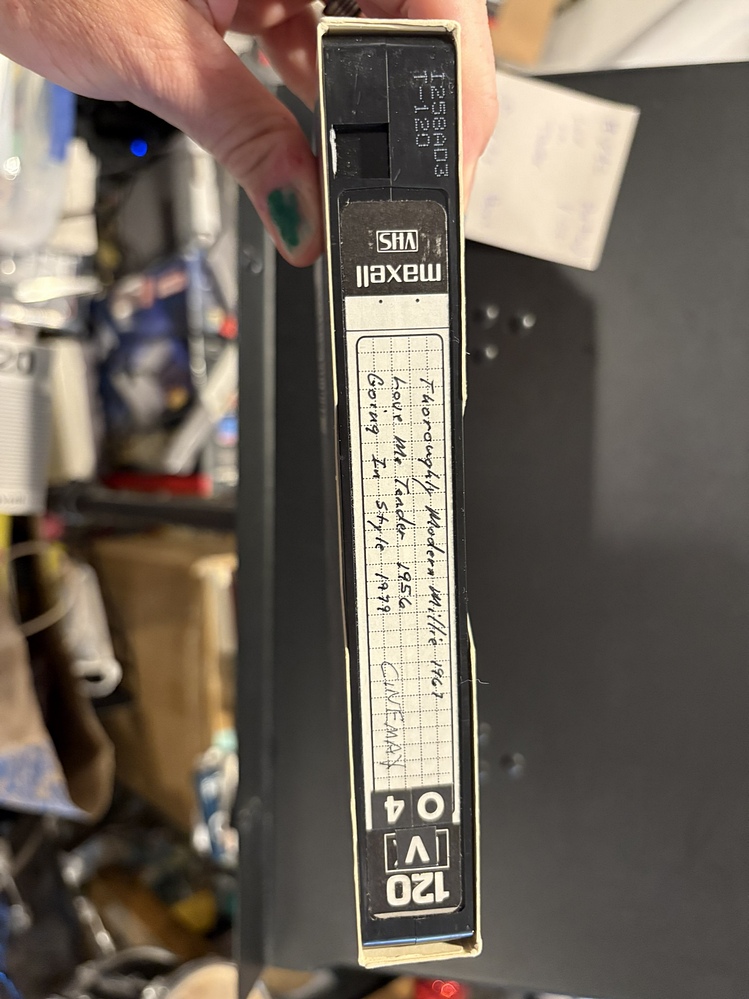 I258AD3
T-120
maxell
VHS
Thoroughly Modern Millie 1967
Love Me Tender 1956
Going In Style 1979
CINEMAX
O 4
V
120
20